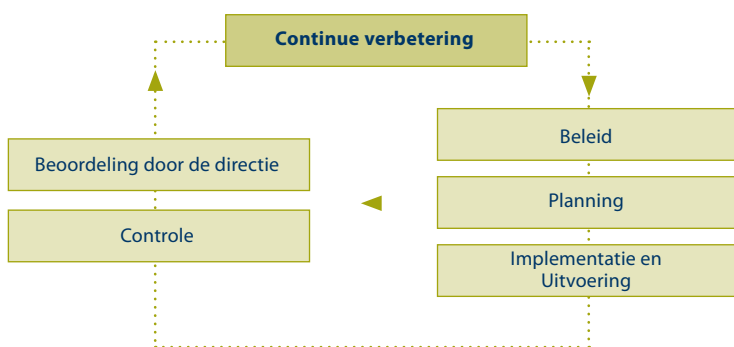 Continue verbetering
Beleid
Planning
Implementatie en
Uitvoering
Controle
Beoordeling door de directie